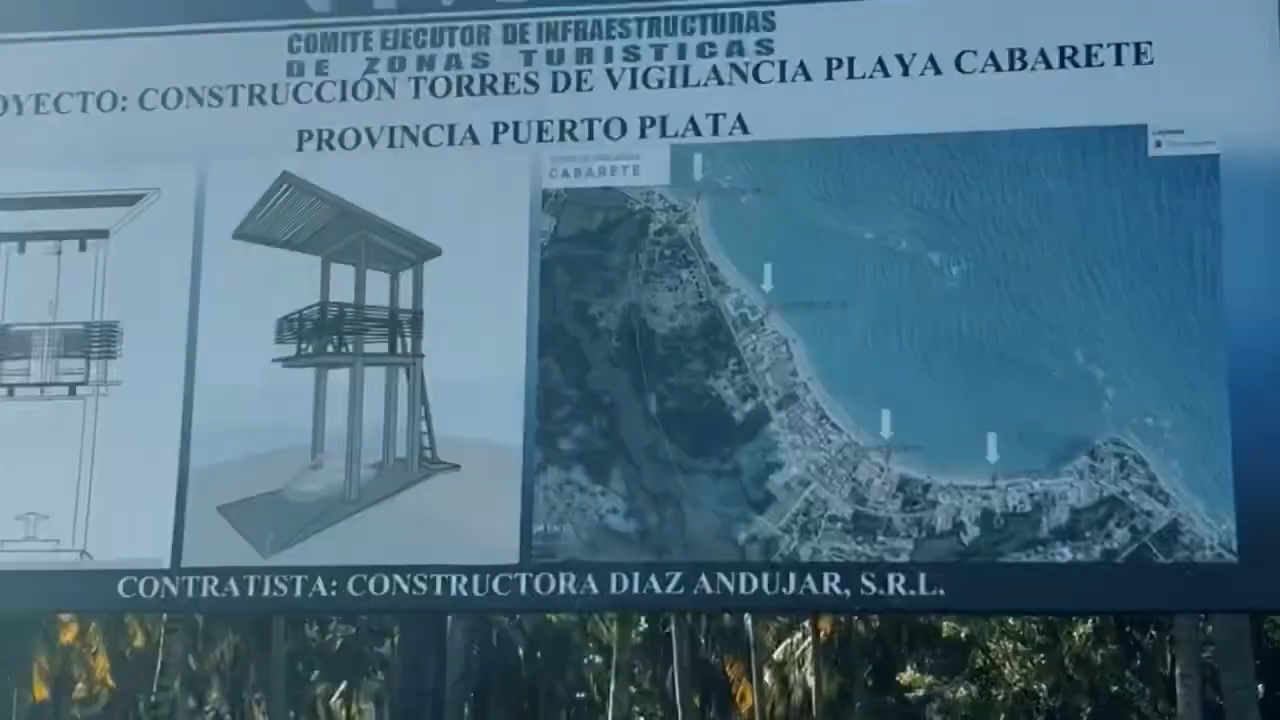 COMITE EJECUTOR DE INFRAESTRUCTURAS
DE ZONAS TURISTICAS
OYECTO: CONSTRUCCIÓN TORRES DE VIGILANCIA PLAYA CABARETE
PROVINCIA PUERTO PLATA
CABARETE
CONTRATISTA: CONSTRUCTORA DIAZ ANDUJAR, S.R.L.